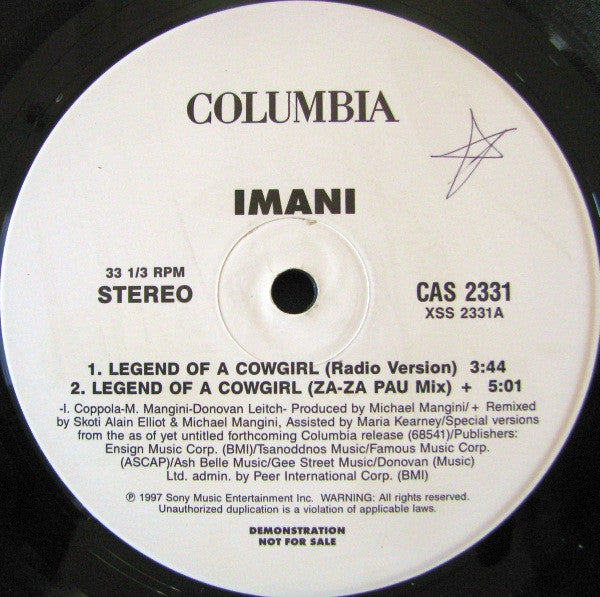 COLUMBIA
IMANI
33 1/3 RPM
STEREO
CAS 2331
XSS 2331A
1. LEGEND OF A COWGIRL (Radio Version) 3:44
2. LEGEND OF A COWGIRL (ZA-ZA PAU Mix) + 5:01
-I. Coppola-M. Mangini-Donovan Leitch- Produced by Michael Mangini/ + Remixed
by Skoti Alain Elliot & Michael Mangini, Assisted by Maria Kearney/Special versions
from the as of yet untitled forthcoming Columbia release (68541)/Publishers:
Ensign Music Corp. (BMI)/Tsanoddnos Music/Famous Music Corp.
(ASCAP)/Ash Belle Music/Gee Street Music/Donovan (Music)
Ltd. admin. by Peer International Corp. (BMI)
℗ 1997 Sony Music Entertainment Inc. WARNING: All rights reserved.
Unauthorized duplication is a violation of applicable laws.
DEMONSTRATION
NOT FOR SALE